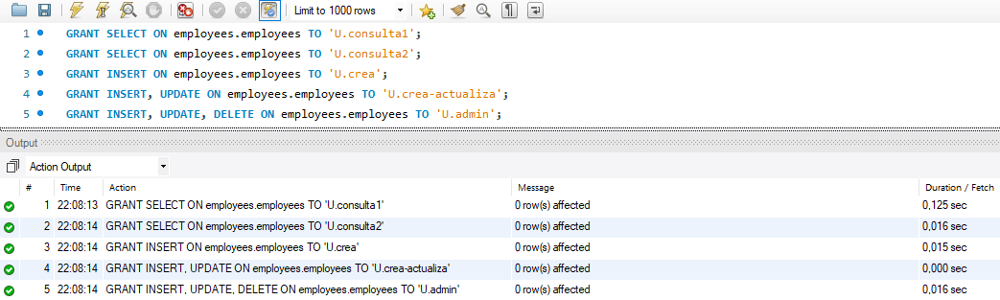 Limit to 1000 rows
1 GRANT SELECT ON employees.employees TO 'U.consulta1';
2 GRANT SELECT ON employees.employees TO 'U.consulta2';
3 GRANT INSERT ON employees.employees TO 'U.crea';
4 GRANT INSERT, UPDATE ON employees.employees TO 'U.crea-actualiza';
5 GRANT INSERT, UPDATE, DELETE ON employees.employees TO 'U.admin';
Output
Action Output
# Time Action Message Duration / Fetch
1 22:08:13 GRANT SELECT ON employees.employees TO 'U.consulta1' 0 row(s) affected 0,125 sec
2 22:08:14 GRANT SELECT ON employees.employees TO 'U.consulta2' 0 row(s) affected 0,016 sec
3 22:08:14 GRANT INSERT ON employees.employees TO 'U.crea' 0 row(s) affected 0,015 sec
4 22:08:14 GRANT INSERT, UPDATE ON employees.employees TO 'U.crea-actualiza' 0 row(s) affected 0,000 sec
5 22:08:14 GRANT INSERT, UPDATE, DELETE ON employees.employees TO 'U.admin' 0 row(s) affected 0,016 sec